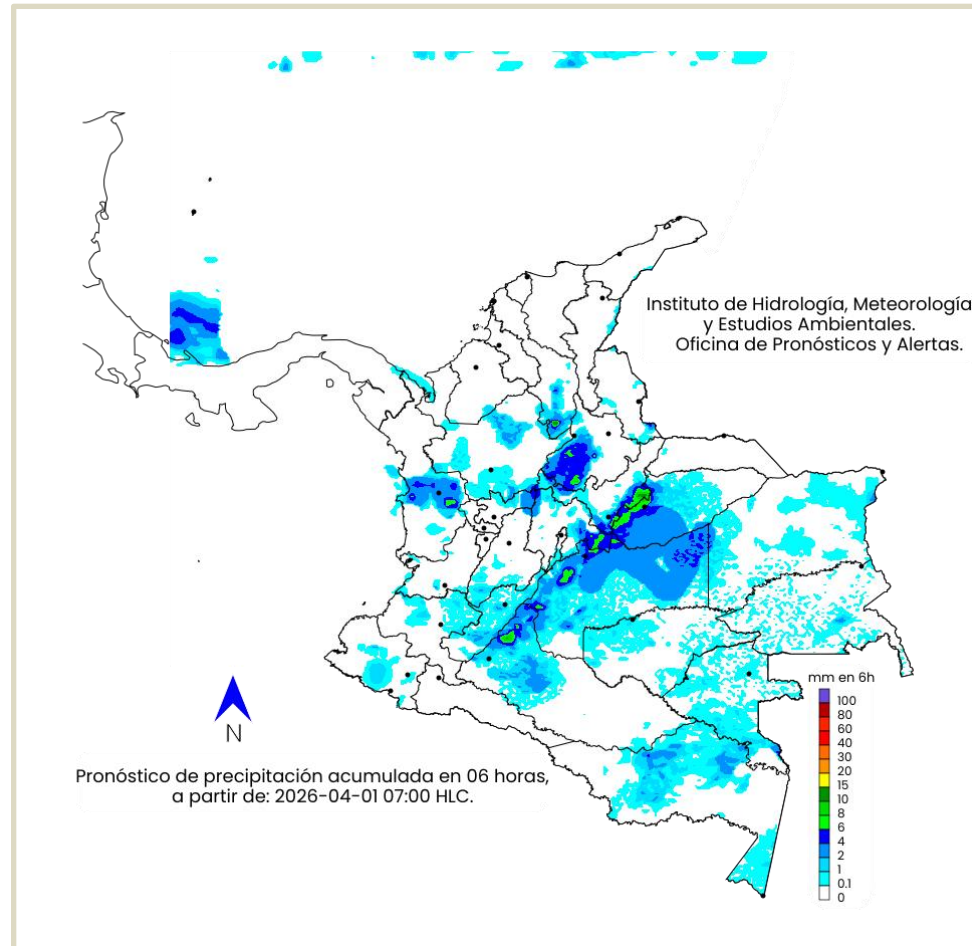 Instituto de Hidrología, Meteorología
y Estudios Ambientales.
Oficina de Pronósticos y Alertas.
mm en 6h
100
80
60
40
30
20
15
10
8
6
4
2
1
0.1
0
N
Pronóstico de precipitación acumulada en 06 horas,
a partir de: 2026-04-01 07:00 HLC.